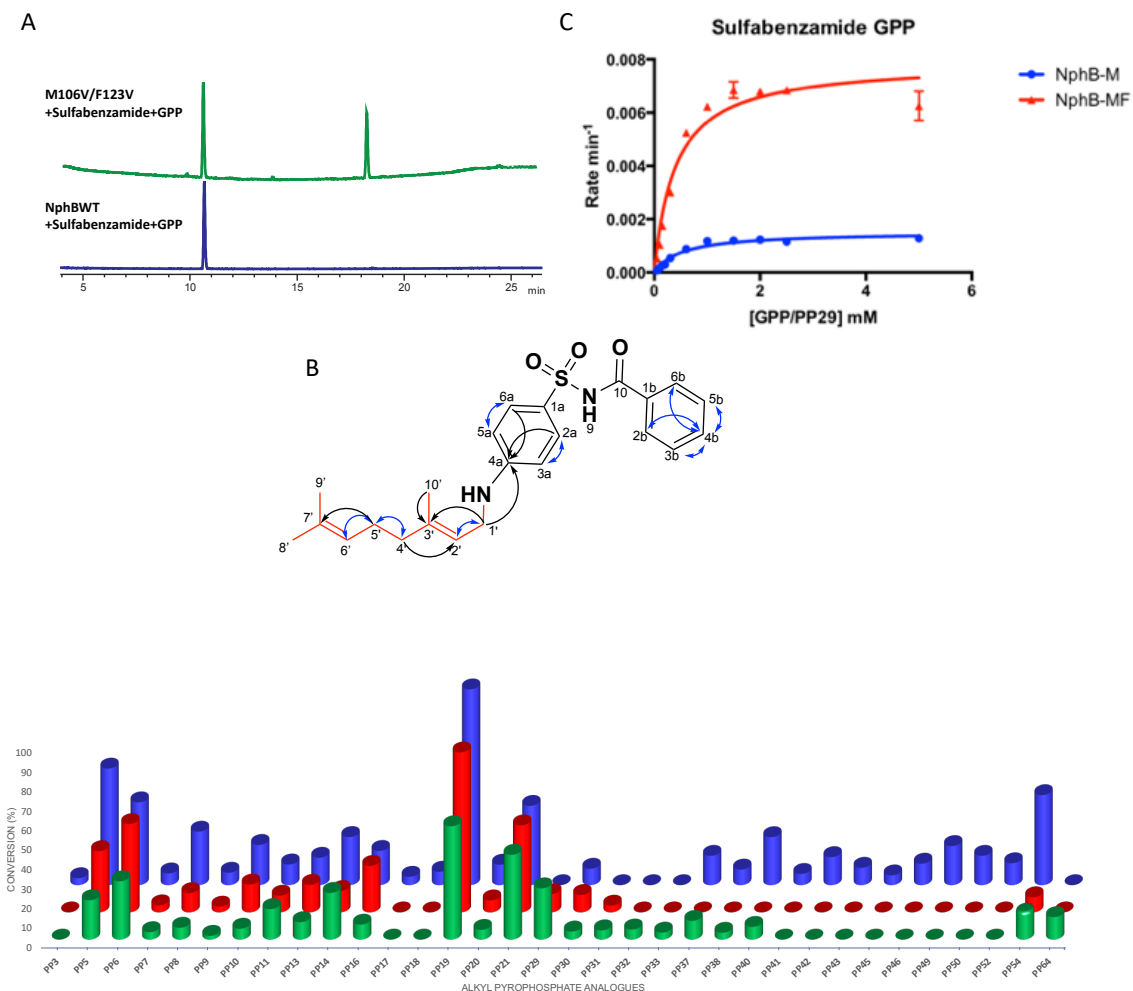 A
M106V/F123V
+Sulfabenzamide+GPP
NphBWT
+Sulfabenzamide+GPP
5 10 15 20 25 min
C
Sulfabenzamide GPP
NphB-M
NphB-MF
Rate min-1
0.008
0.006
0.004
0.002
0.000
0 2 4 6
[GPP/PP29] mM
B
O O O
S
N
H
9
10
1b
6b
5b
4b
3b
2b
6a
1a
5a
2a
4a
3a
HN
9'
10'
7'
3'
1'
8'
6'
5'
4'
2'
CONVERSION (%)
100
90
80
70
60
50
40
30
20
10
0
PP3 PP5 PP6 PP7 PP8 PP9 PP10 PP11 PP13 PP14 PP16 PP17 PP18 PP19 PP20 PP21 PP29 PP30 PP31 PP32 PP33 PP37 PP38 PP40 PP41 PP42 PP43 PP45 PP46 PP49 PP50 PP52 PP54 PP64
ALKYL PYROPHOSPHATE ANALOGUES